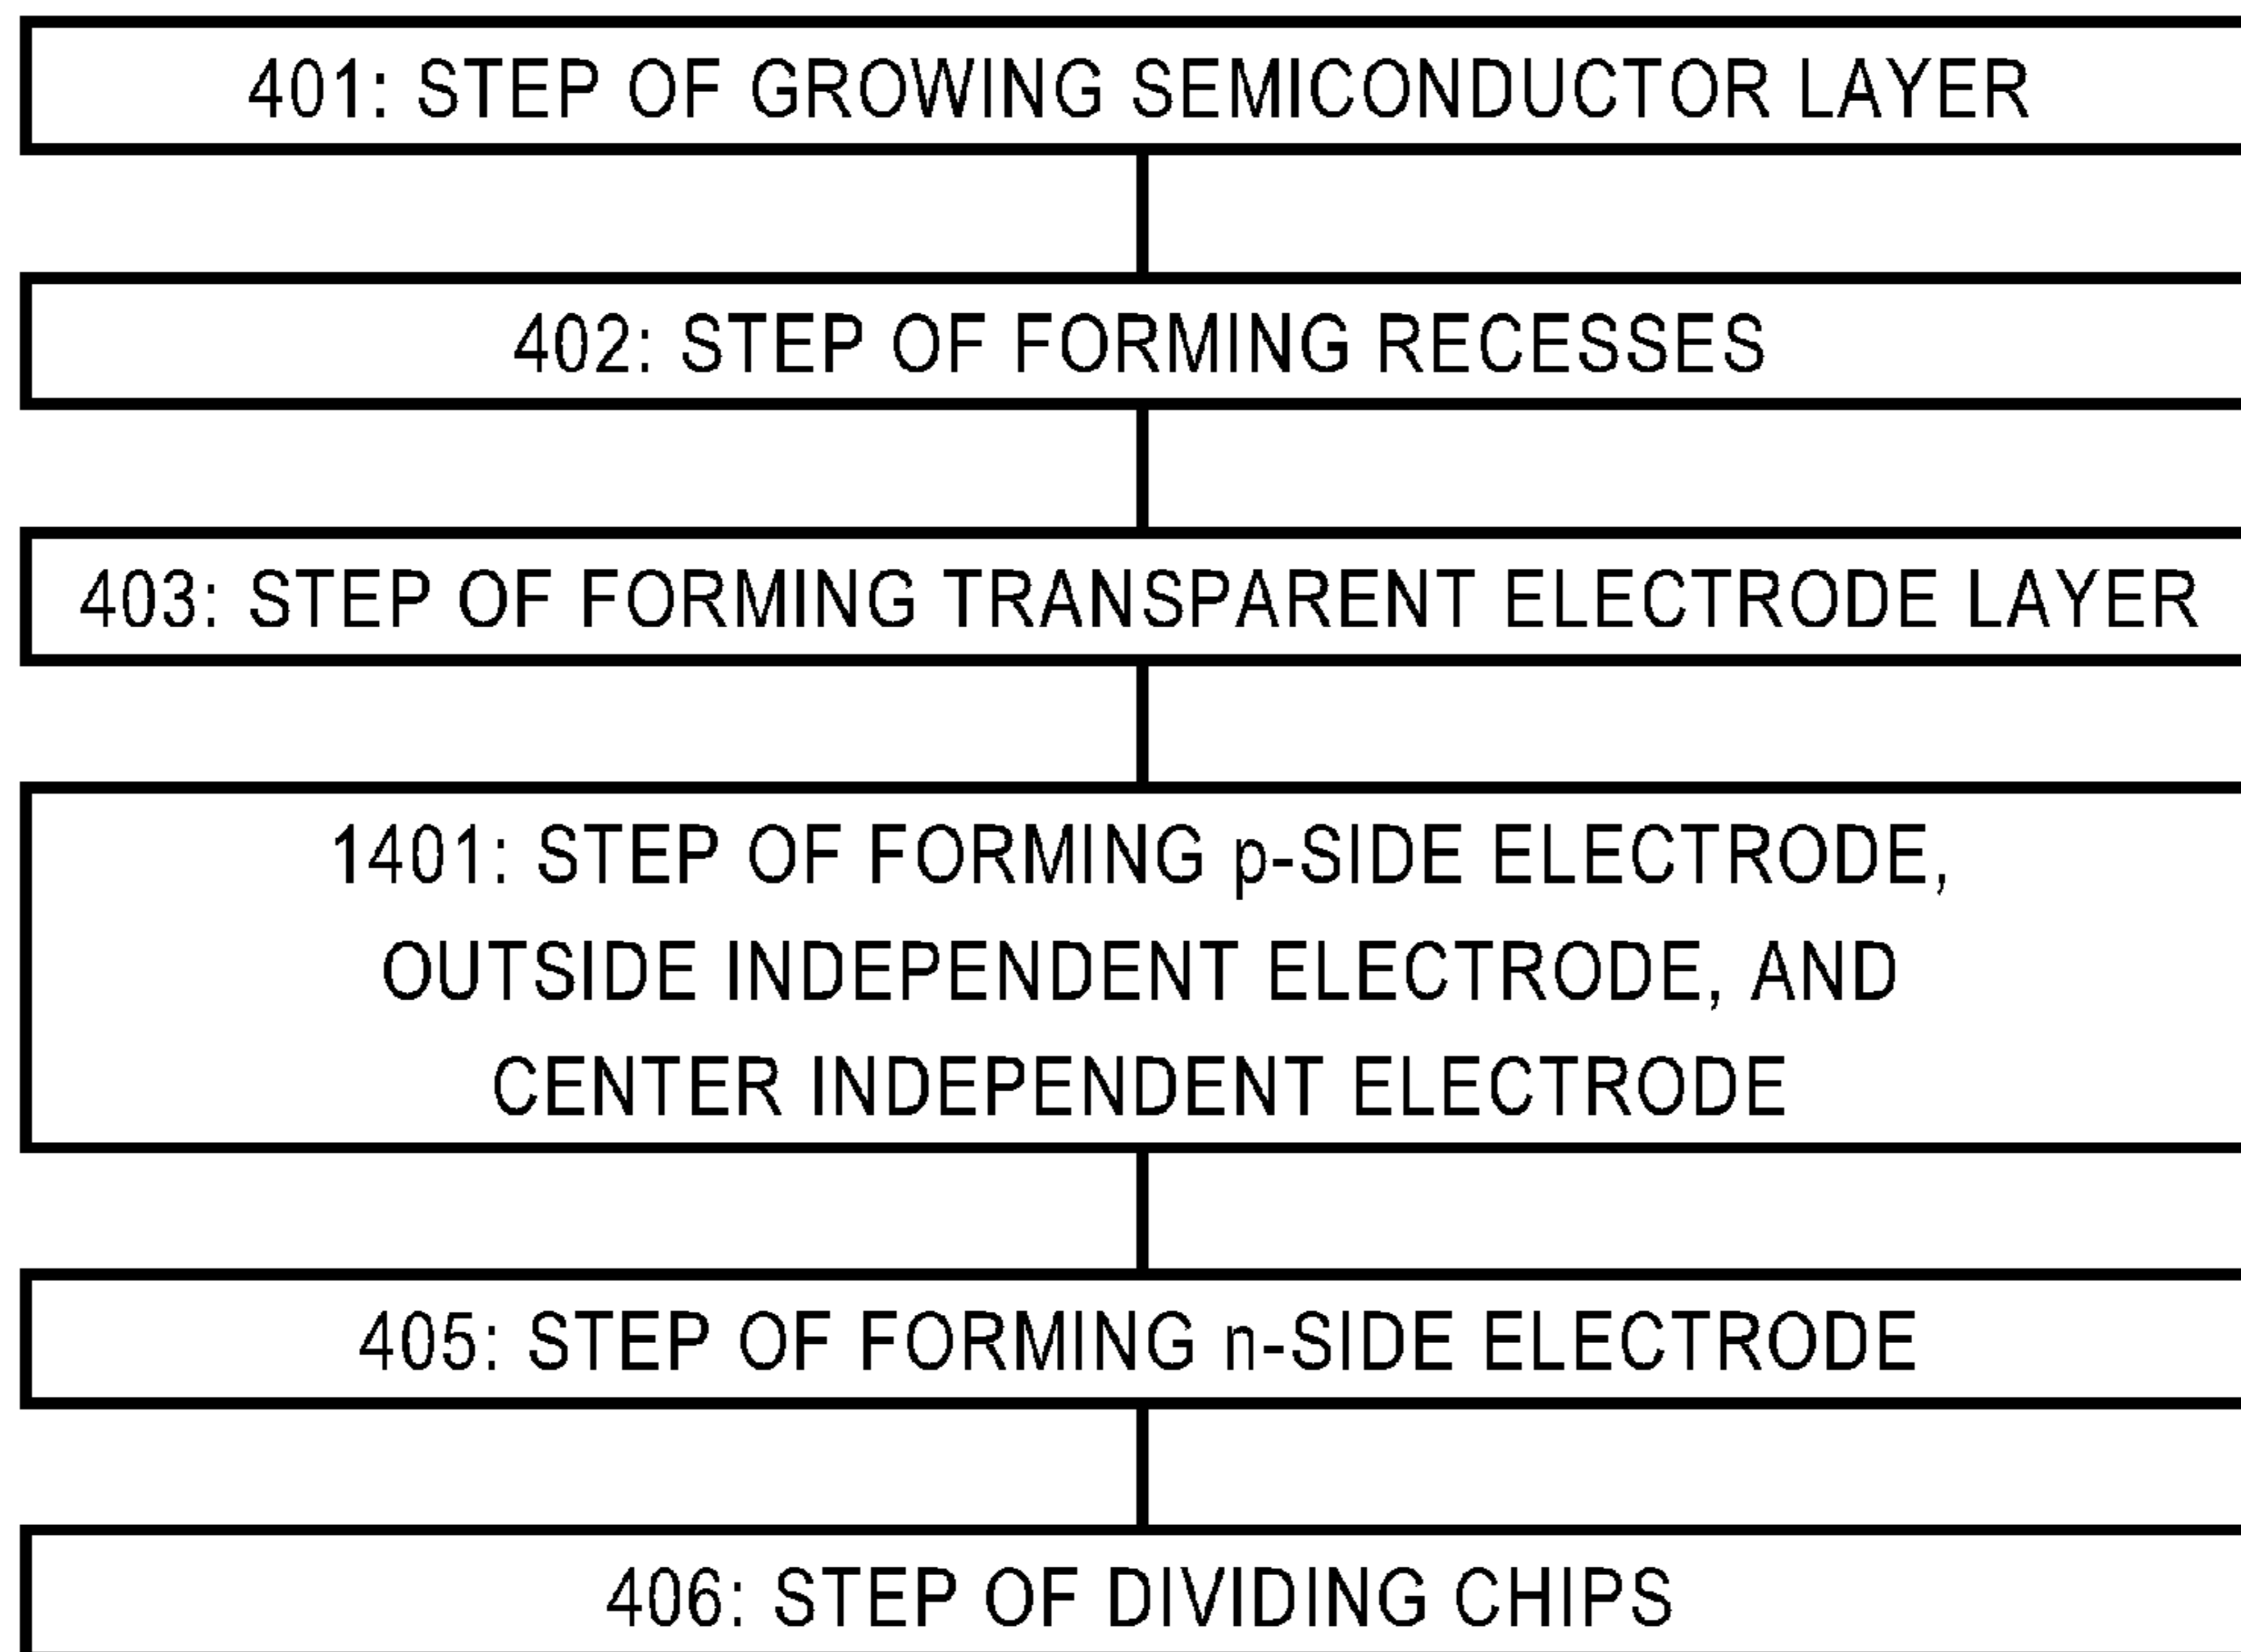 401: STEP OF GROWING SEMICONDUCTOR LAYER
402: STEP OF FORMING RECESSES
403: STEP OF FORMING TRANSPARENT ELECTRODE LAYER
1401: STEP OF FORMING p-SIDE ELECTRODE,
OUTSIDE INDEPENDENT ELECTRODE, AND
CENTER INDEPENDENT ELECTRODE
405: STEP OF FORMING n-SIDE ELECTRODE
406: STEP OF DIVIDING CHIPS